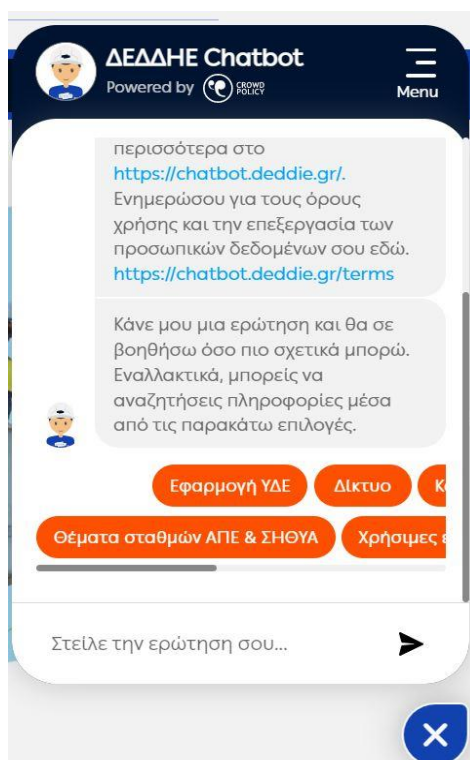 ΔΕΔΔΗΕ Chatbot
Powered by CROWD POLICY
Menu
περισσότερα στο
https://chatbot.deddie.gr/.
Ενημερώσου για τους όρους
χρήσης και την επεξεργασία των
προσωπικών δεδομένων σου εδώ.
https://chatbot.deddie.gr/terms
Κάνε μου μια ερώτηση και θα σε
βοηθήσω όσο πιο σχετικά μπορώ.
Εναλλακτικά, μπορείς να
αναζητήσεις πληροφορίες μέσα
από τις παρακάτω επιλογές.
Εφαρμογή ΥΔΕ Δίκτυο
Θέματα σταθμών ΑΠΕ & ΣΗΘΥΑ Χρήσιμες
Στείλε την ερώτηση σου...